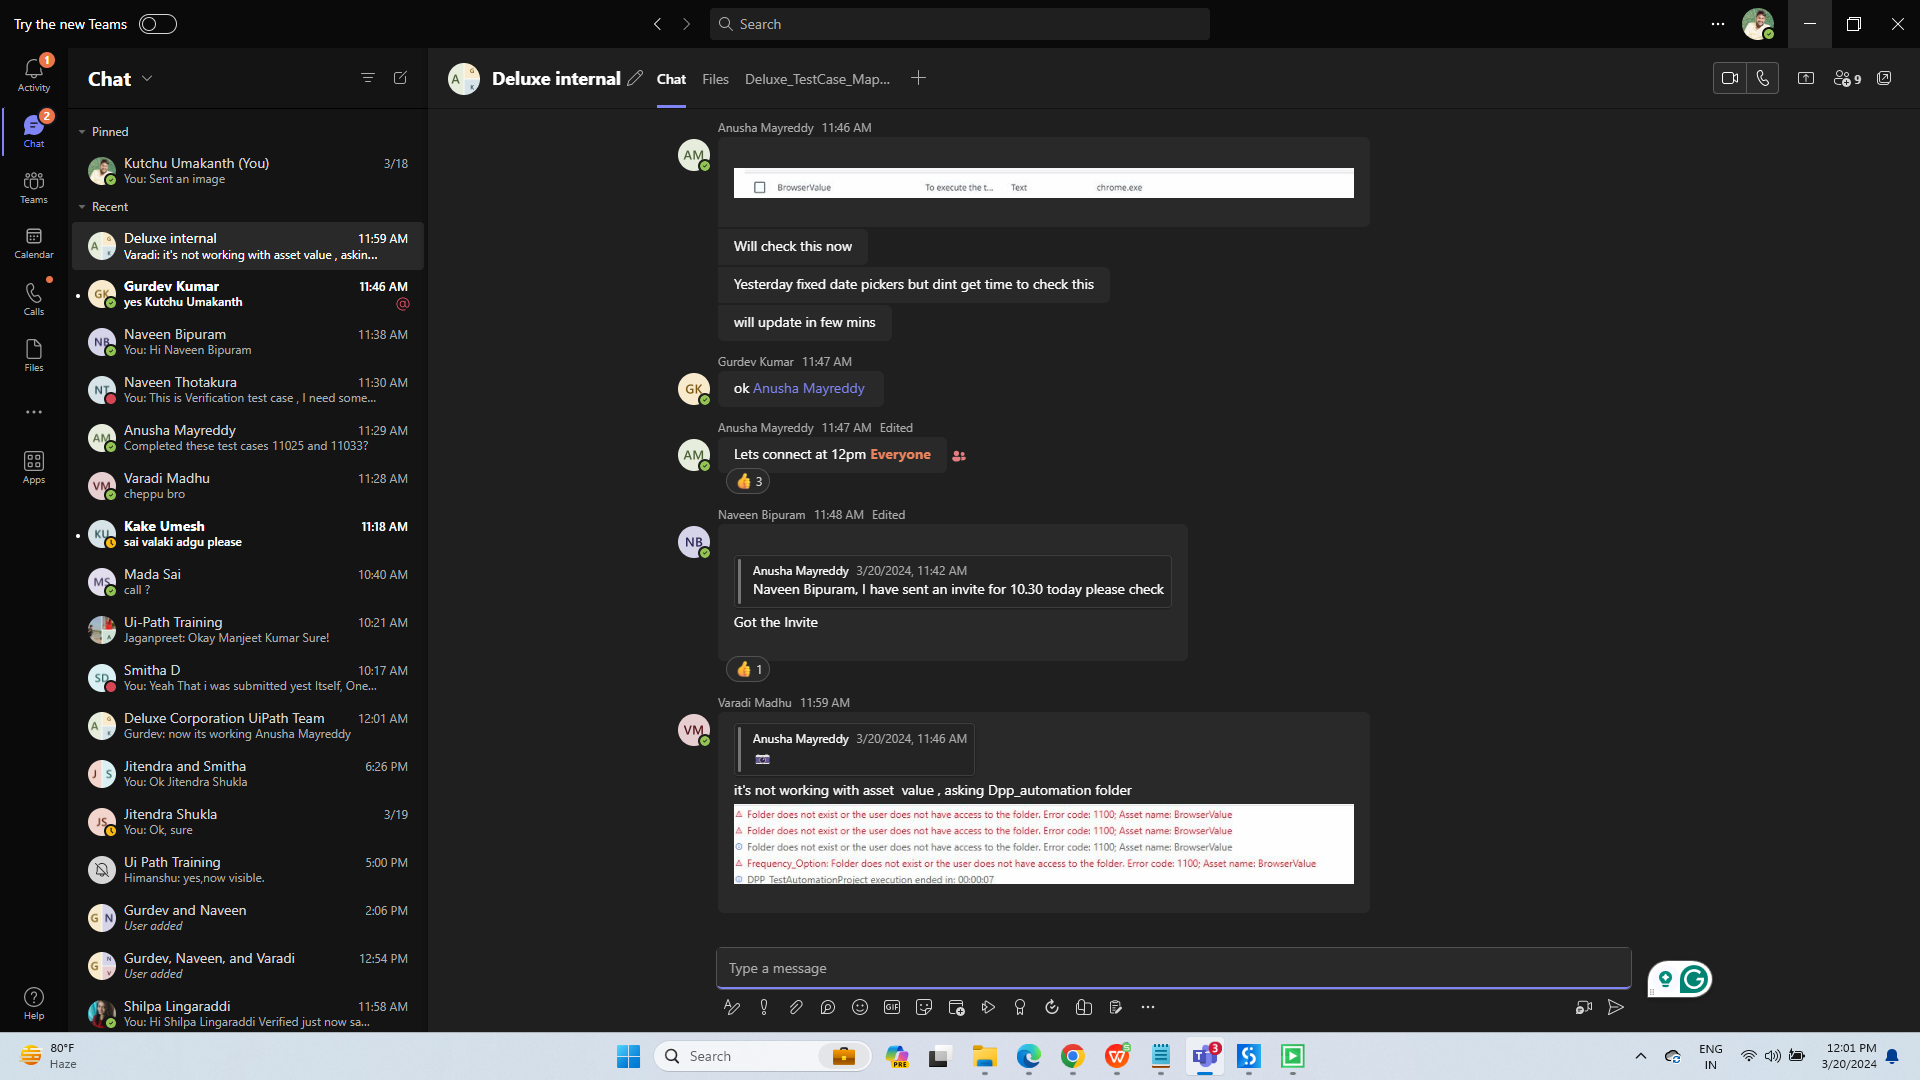 Try the new Teams
Search
Activity
1
Chat
2
Teams
Calendar
Calls
Files
Apps
Help
Chat
Pinned
Kutchu Umakanth (You) 3/18
You: Sent an image
Recent
Deluxe internal 11:59 AM
Varadi: it's not working with asset value , askin...
Gurdev Kumar 11:46 AM
yes Kutchu Umakanth @
Naveen Bipuram 11:38 AM
You: Hi Naveen Bipuram
Naveen Thotakura 11:30 AM
You: This is Verification test case , I need some...
Anusha Mayreddy 11:29 AM
Completed these test cases 11025 and 11033?
Varadi Madhu 11:28 AM
cheppu bro
Kake Umesh 11:18 AM
sai valaki adgu please
Mada Sai 10:40 AM
call ?
Ui-Path Training 10:21 AM
Jaganpreet: Okay Manjeet Kumar Sure!
Smitha D 10:17 AM
You: Yeah That i was submitted yest Itself, One...
Deluxe Corporation UiPath Team 12:01 AM
Gurdev: now its working Anusha Mayreddy
Jitendra and Smitha 6:26 PM
You: Ok Jitendra Shukla
Jitendra Shukla 3/19
You: Ok, sure
Ui Path Training 5:00 PM
Himanshu: yes,now visible.
Gurdev and Naveen 2:06 PM
User added
Gurdev, Naveen, and Varadi 12:54 PM
User added
Shilpa Lingaraddi 11:58 AM
You: Hi Shilpa Lingaraddi Verified just now sa...
Deluxe internal Chat Files Deluxe_TestCase_Map... 9
Anusha Mayreddy 11:46 AM
AM
BrowserValue To execute the t... Text chrome.exe
Will check this now
Yesterday fixed date pickers but dint get time to check this
will update in few mins
Gurdev Kumar 11:47 AM
GK
ok Anusha Mayreddy
Anusha Mayreddy 11:47 AM Edited
AM
Lets connect at 12pm Everyone
3
Naveen Bipuram 11:48 AM Edited
NB
Anusha Mayreddy 3/20/2024, 11:42 AM
Naveen Bipuram, I have sent an invite for 10.30 today please check
Got the Invite
1
Varadi Madhu 11:59 AM
VM
Anusha Mayreddy 3/20/2024, 11:46 AM
it's not working with asset value , asking Dpp_automation folder
Folder does not exist or the user does not have access to the folder. Error code: 1100; Asset name: BrowserValue
Folder does not exist or the user does not have access to the folder. Error code: 1100; Asset name: BrowserValue
Folder does not exist or the user does not have access to the folder. Error code: 1100; Asset name: BrowserValue
Frequency_Option: Folder does not exist or the user does not have access to the folder. Error code: 1100; Asset name: BrowserValue
DPP_TestAutomationProject execution ended in: 00:00:07
Type a message
GIF
80°F
Haze
Search
PRE
3
ENG
IN
12:01 PM
3/20/2024